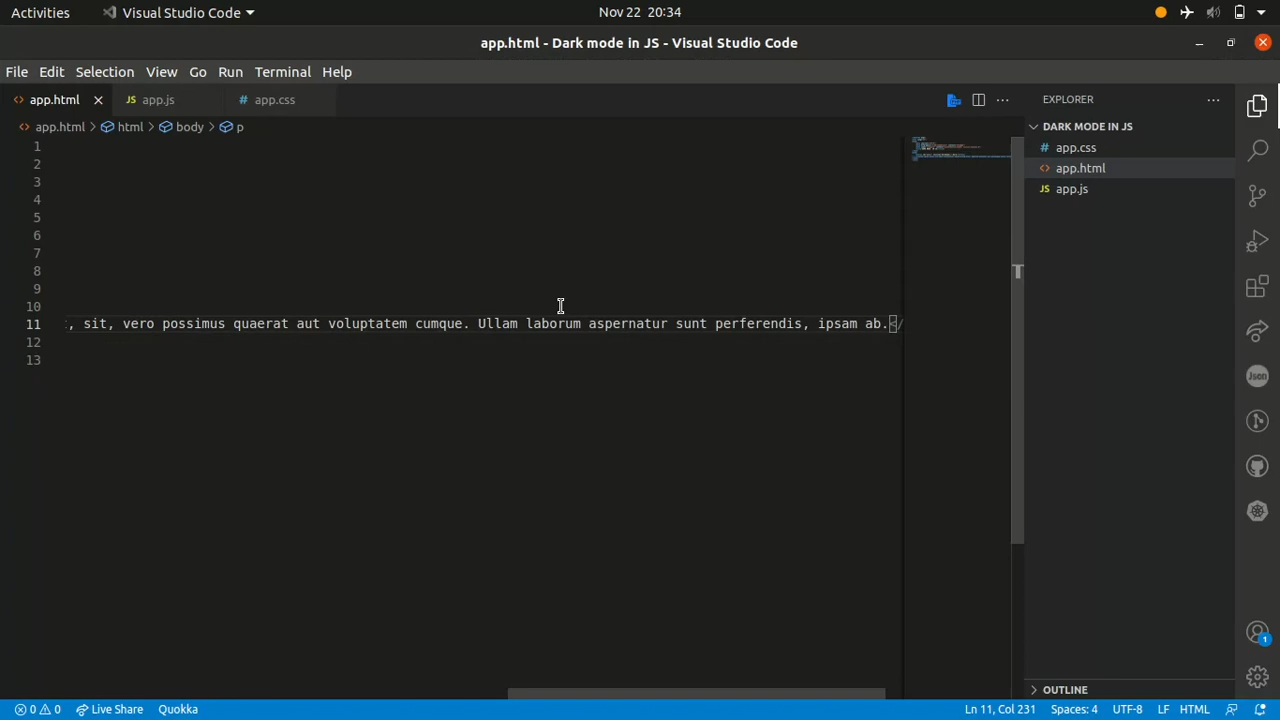 Activities Visual Studio Code Nov 22 20:34
app.html - Dark mode in JS - Visual Studio Code
File Edit Selection View Go Run Terminal Help
app.html JS app.js # app.css
app.html > html > body > p
1
2
3
4
5
6
7
8
9
10
11 , sit, vero possimus quaerat aut voluptatem cumque. Ullam laborum aspernatur sunt perferendis, ipsam ab.</
12
13
EXPLORER
DARK MODE IN JS
# app.css
app.html
JS app.js
Json
1
OUTLINE
0 0 Live Share Quokka Ln 11, Col 231 Spaces: 4 UTF-8 LF HTML